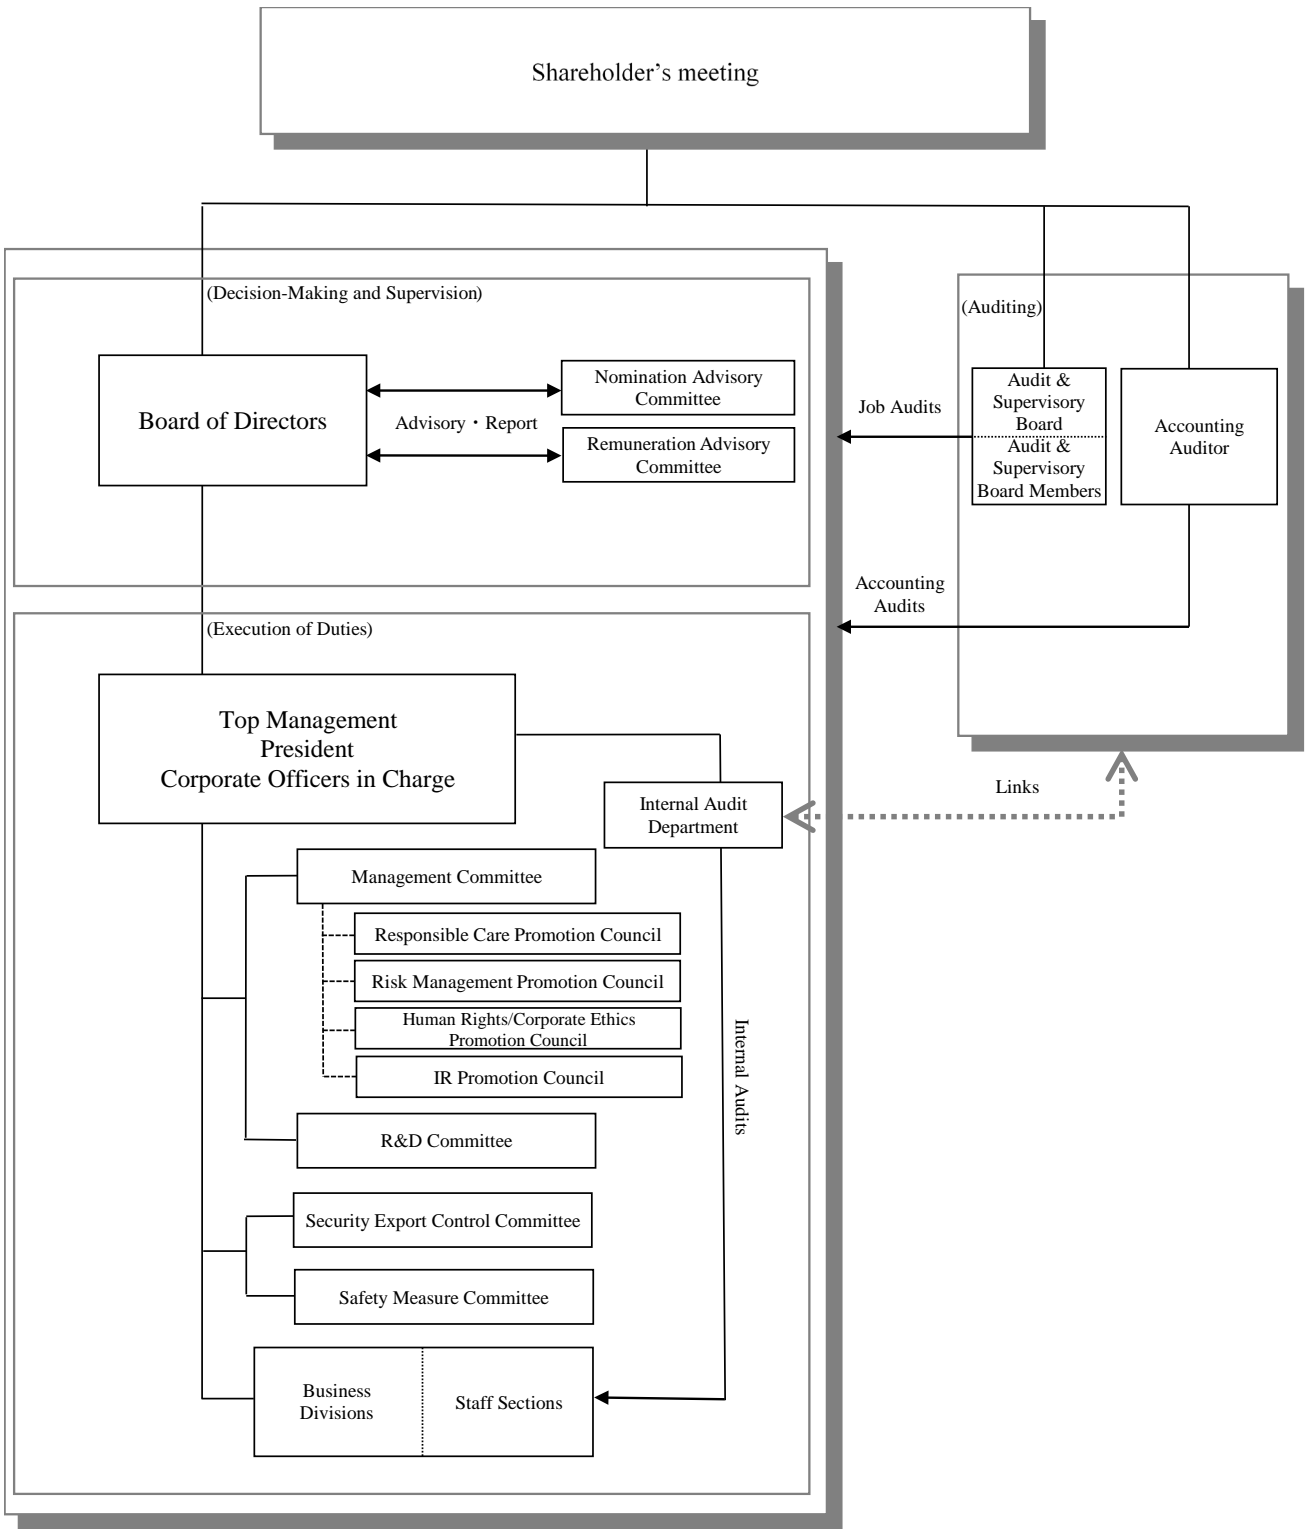 Shareholder's meeting
(Decision-Making and Supervision)
Board of Directors
Nomination Advisory
Committee
Advisory・Report
Remuneration Advisory
Committee
(Auditing)
Job Audits
Audit &
Supervisory
Board
Audit &
Supervisory
Board Members
Accounting
Auditor
Accounting
Audits
(Execution of Duties)
Top Management
President
Corporate Officers in Charge
Internal Audit
Department
Links
Management Committee
Responsible Care Promotion Council
Risk Management Promotion Council
Human Rights/Corporate Ethics
Promotion Council
IR Promotion Council
Internal Audits
R&D Committee
Security Export Control Committee
Safety Measure Committee
Business
Divisions
Staff Sections